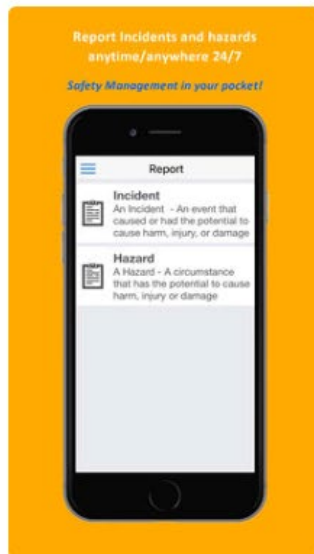 Report Incidents and hazards
anytime/anywhere 24/7
Safety Management in your pocket!
Report
Incident
An Incident - An event that
caused or had the potential to
cause harm, injury, or damage
Hazard
A Hazard - A circumstance
that has the potential to cause
harm, injury or damage